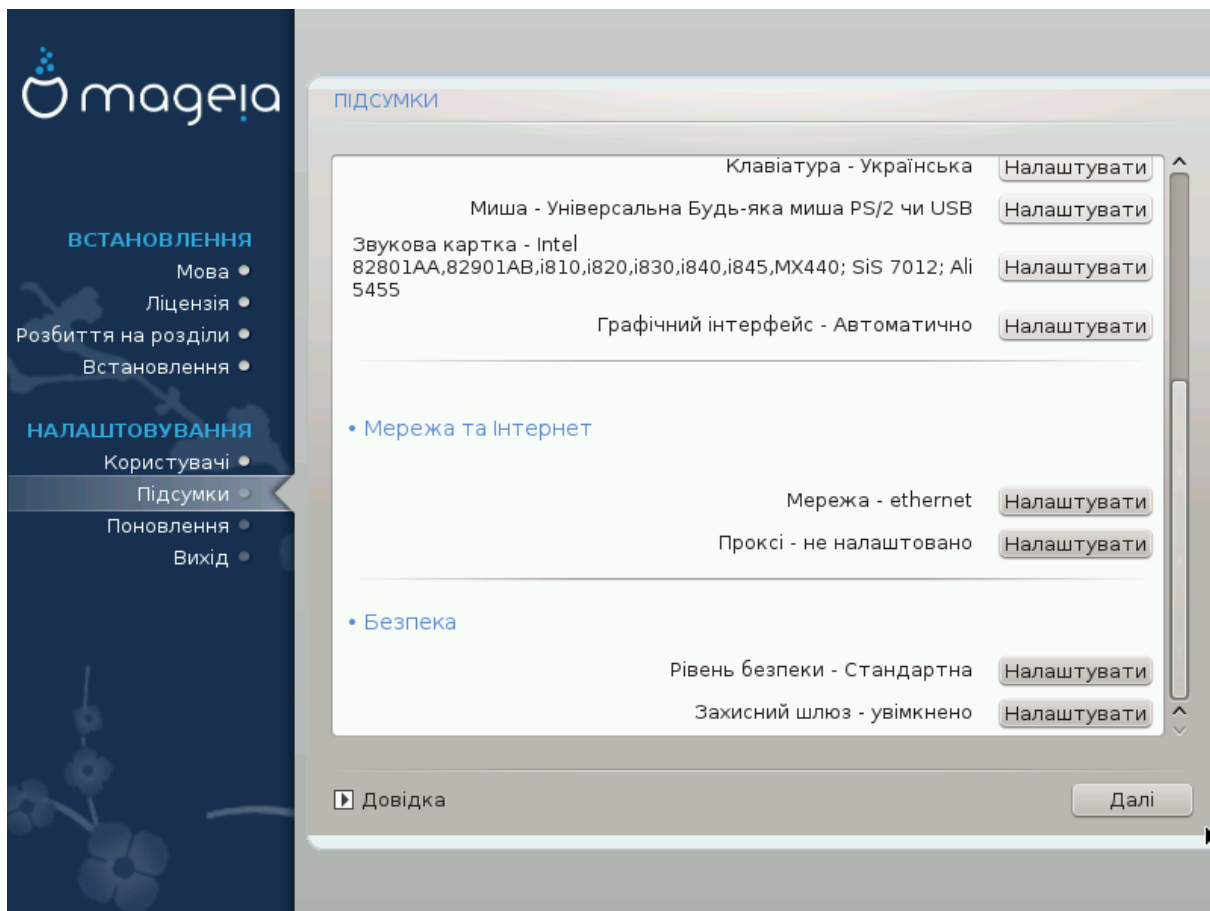 mageia
ВСТАНОВЛЕННЯ
Мова
Ліцензія
Розбиття на розділи
Встановлення
НАЛАШТОВУВАННЯ
Користувачі
Підсумки
Поновлення
Вихід
ПІДСУМКИ
Клавіатура - Українська Налаштувати
Миша - Універсальна Будь-яка миша PS/2 чи USB Налаштувати
Звукова картка - Intel
82801AA,82901AB,i810,i820,i830,i840,i845,MX440; SiS 7012; Ali Налаштувати
5455
Графічний інтерфейс - Автоматично Налаштувати
• Мережа та Інтернет
Мережа - ethernet Налаштувати
Проксі - не налаштовано Налаштувати
• Безпека
Рівень безпеки - Стандартна Налаштувати
Захисний шлюз - увімкнено Налаштувати
Довідка
Далі